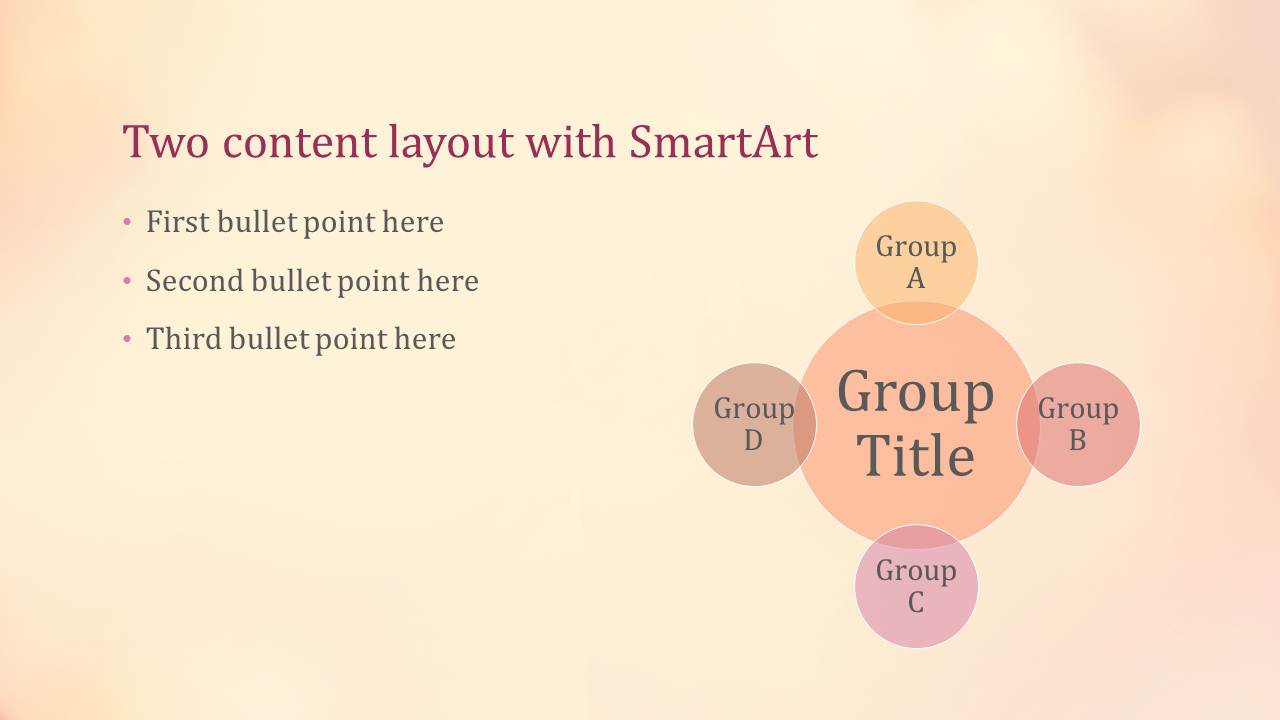 Two content layout with SmartArt
• First bullet point here
• Second bullet point here
• Third bullet point here
Group
A
Group
Title
Group
D
Group
B
Group
C